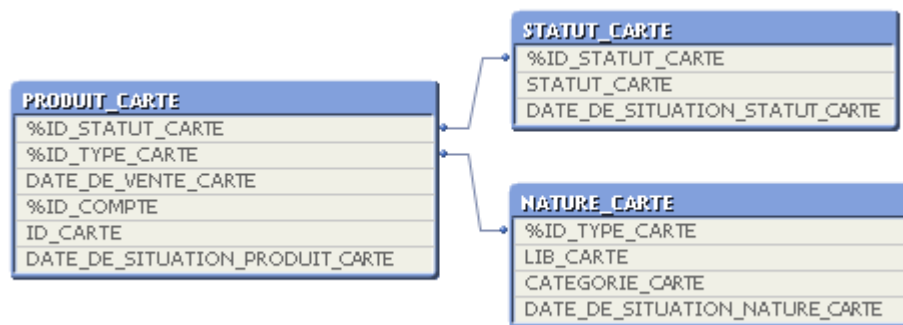 PRODUIT_CARTE
%ID_STATUT_CARTE
%ID_TYPE_CARTE
DATE_DE_VENTE_CARTE
%ID_COMPTE
ID_CARTE
DATE_DE_SITUATION_PRODUIT_CARTE
STATUT_CARTE
%ID_STATUT_CARTE
STATUT_CARTE
DATE_DE_SITUATION_STATUT_CARTE
NATURE_CARTE
%ID_TYPE_CARTE
LIB_CARTE
CATEGORIE_CARTE
DATE_DE_SITUATION_NATURE_CARTE